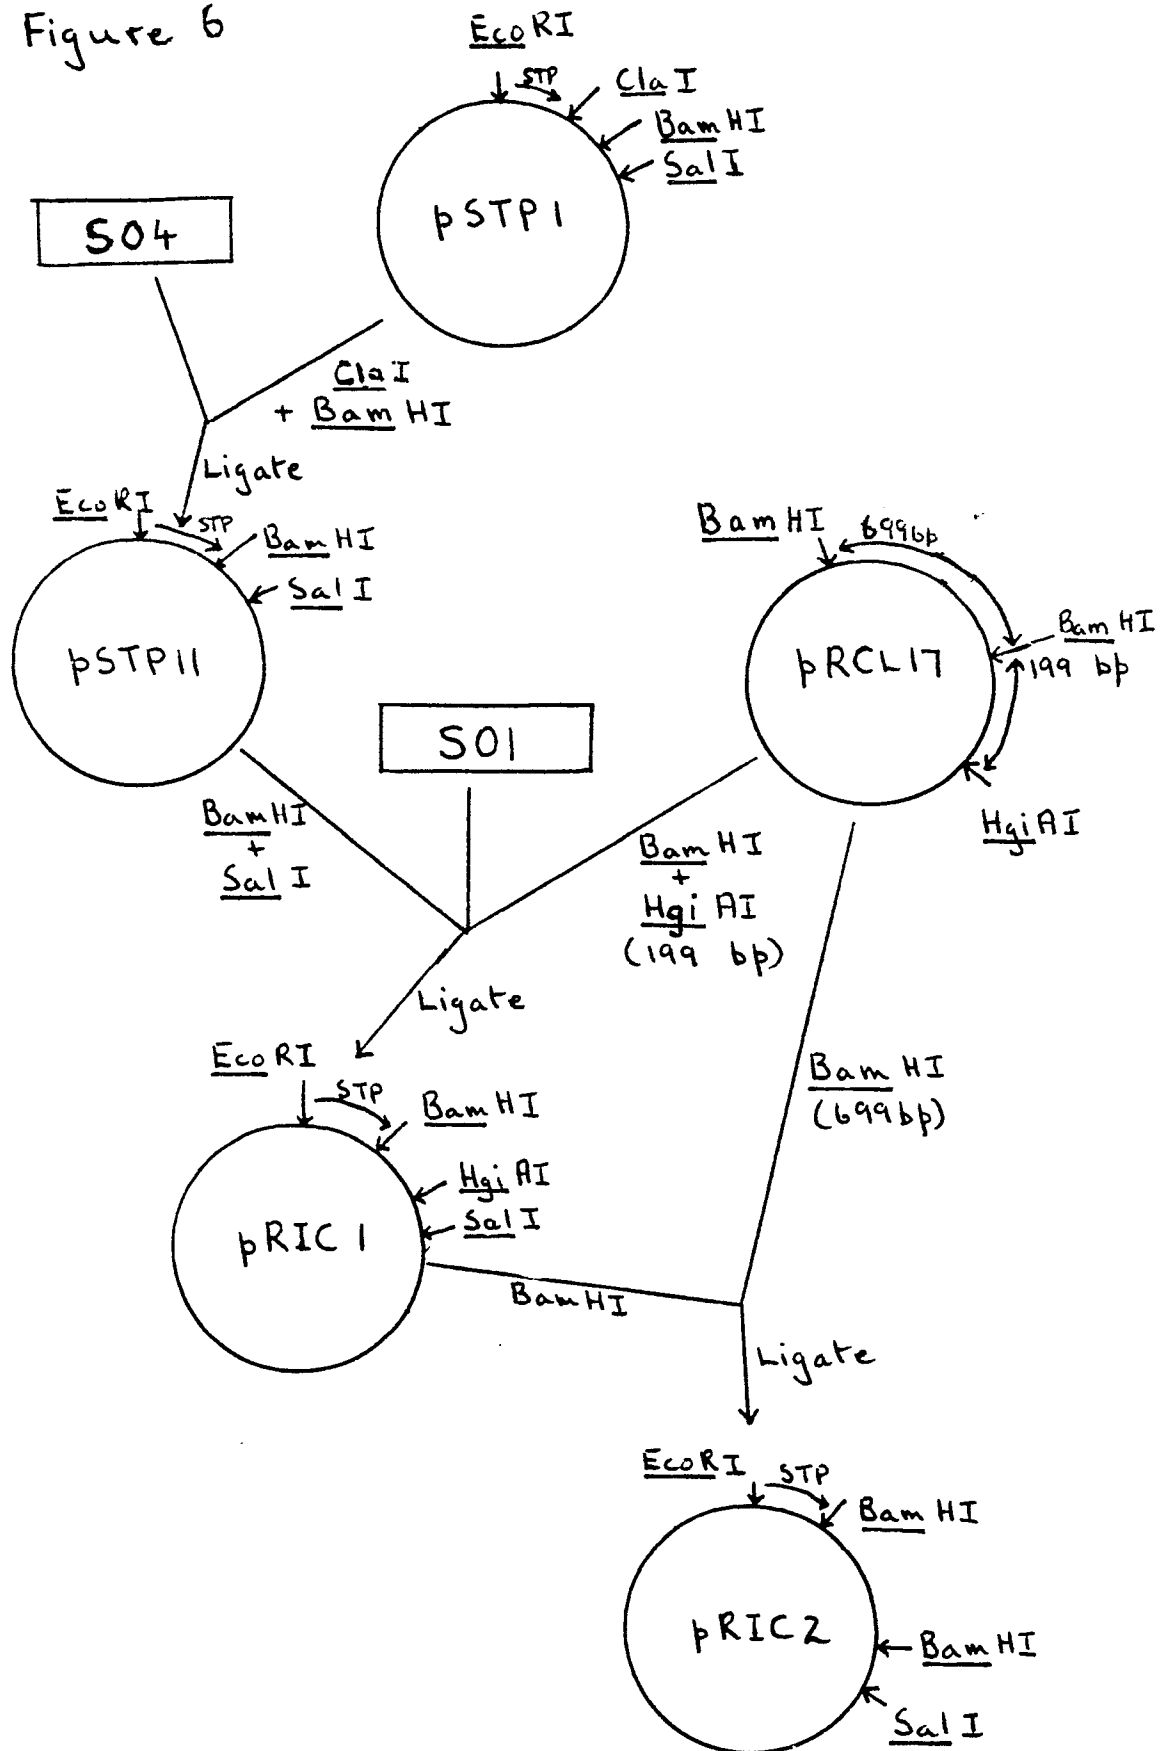 Figure 6
EcoRI
STP
ClaI
BamHI
SalI
pSTP1
SO4
ClaI
+ BamHI
Ligate
EcoRI
STP
BamHI
SalI
pSTP11
BamHI
699bp
BamHI
199 bp
pRCL17
HgiAI
SO1
BamHI
+
SalI
BamHI
+
HgiAI
(199 bp)
Ligate
EcoRI
STP
BamHI
HgiAI
SalI
pRIC1
BamHI
(699bp)
BamHI
Ligate
EcoRI
STP
BamHI
pRIC2
BamHI
SalI